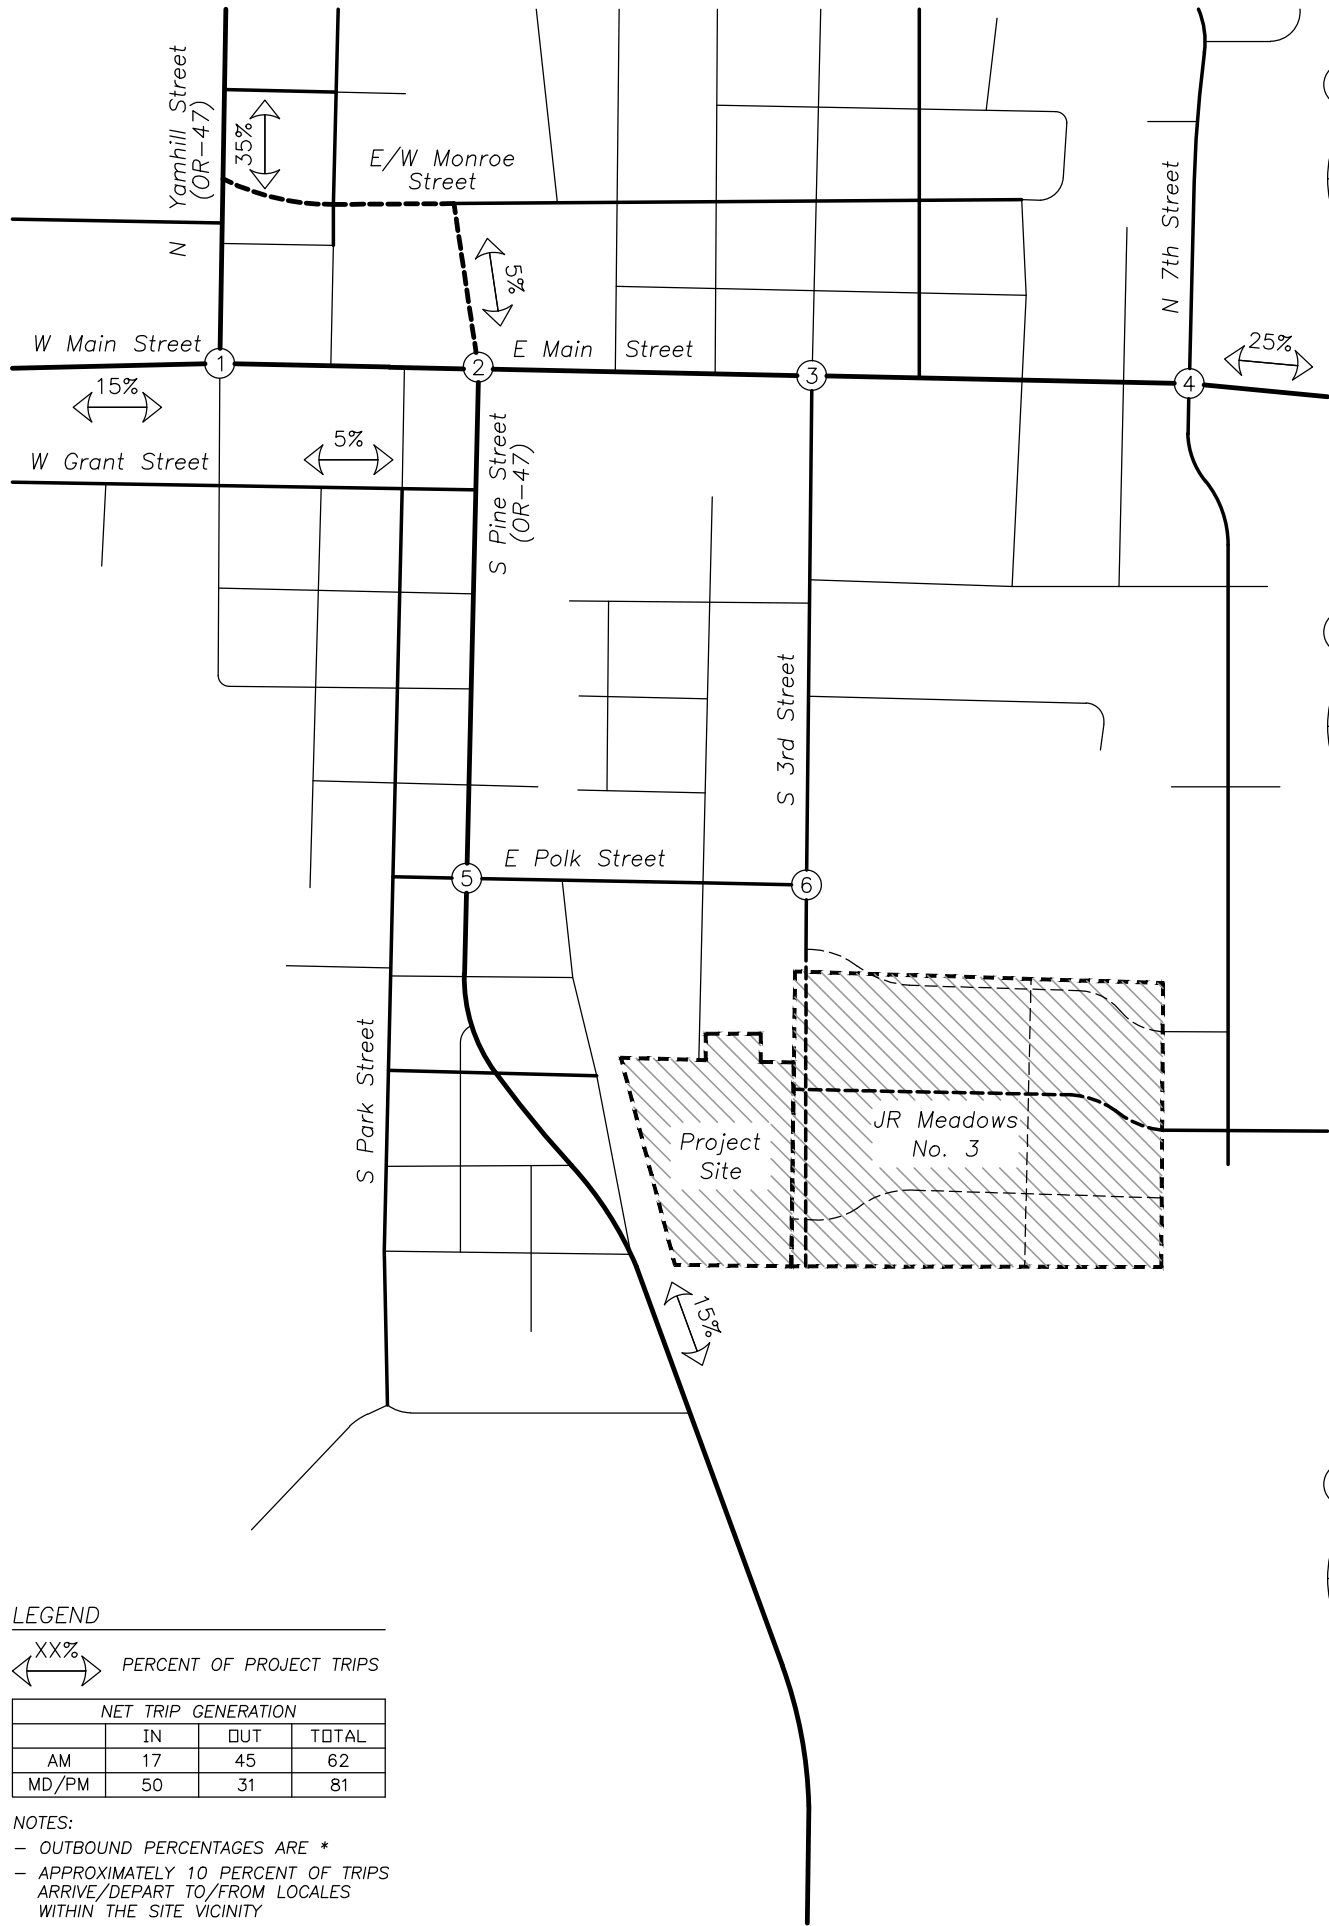 N Yamhill Street
(OR-47)
35%
E/W Monroe
Street
5%
N 7th Street
W Main Street
1
2
E Main Street
3
4
25%
15%
5%
W Grant Street
S Pine Street
(OR-47)
S 3rd Street
E Polk Street
5
6
S Park Street
JR Meadows
No. 3
Project
Site
15%
LEGEND
XX%
PERCENT OF PROJECT TRIPS
NET TRIP GENERATION
IN OUT TOTAL
AM 17 45 62
MD/PM 50 31 81
NOTES:
- OUTBOUND PERCENTAGES ARE *
- APPROXIMATELY 10 PERCENT OF TRIPS
ARRIVE/DEPART TO/FROM LOCALES
WITHIN THE SITE VICINITY